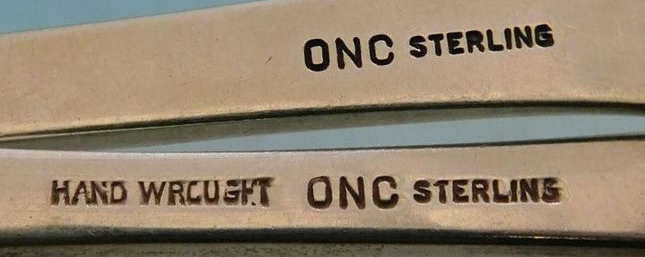 ONC STERLING
HAND WROUGHT ONC STERLING